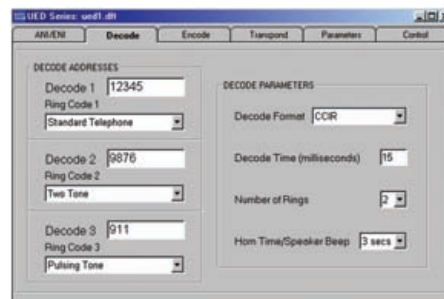 UED Series: ued1.dft
ANI/ENI Decode Encode Transpond Parameters Control
DECODE ADDRESSES
Decode 1 12345
Ring Code 1
Standard Telephone
Decode 2 9876
Ring Code 2
Two Tone
Decode 3 911
Ring Code 3
Pulsing Tone
DECODE PARAMETERS
Decode Format CCIR
Decode Time (milliseconds) 15
Number of Rings 2
Horn Time/Speaker Beep 3 secs